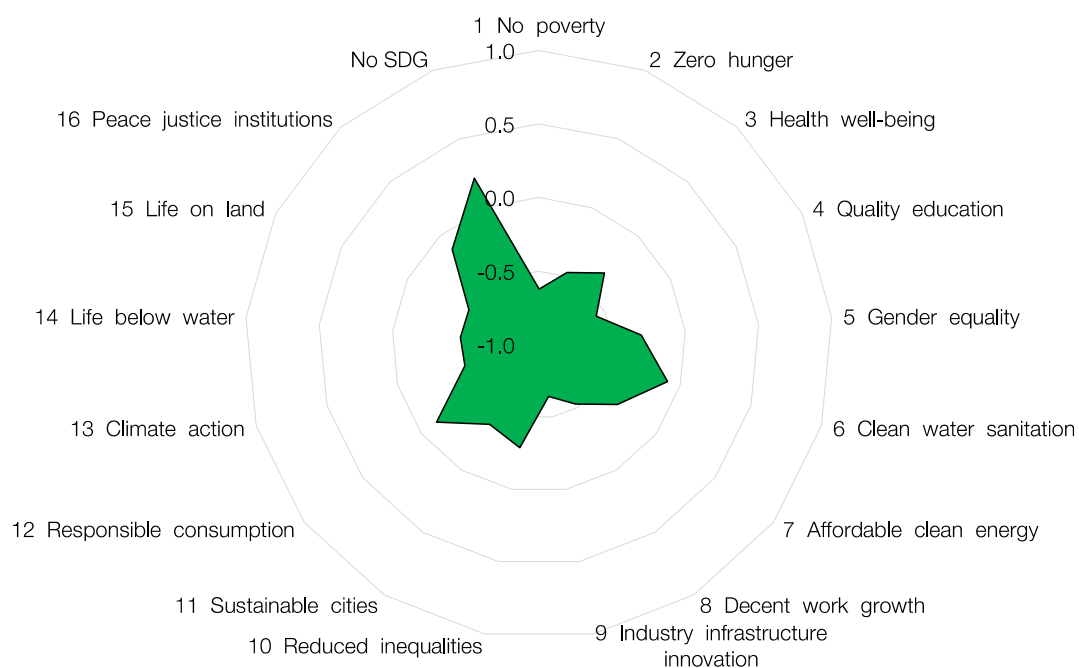 1 No poverty
1.0
0.5
0.0
-0.5
-1.0
2 Zero hunger
3 Health well-being
4 Quality education
5 Gender equality
6 Clean water sanitation
7 Affordable clean energy
8 Decent work growth
9 Industry infrastructure
innovation
10 Reduced inequalities
11 Sustainable cities
12 Responsible consumption
13 Climate action
14 Life below water
15 Life on land
16 Peace justice institutions
No SDG